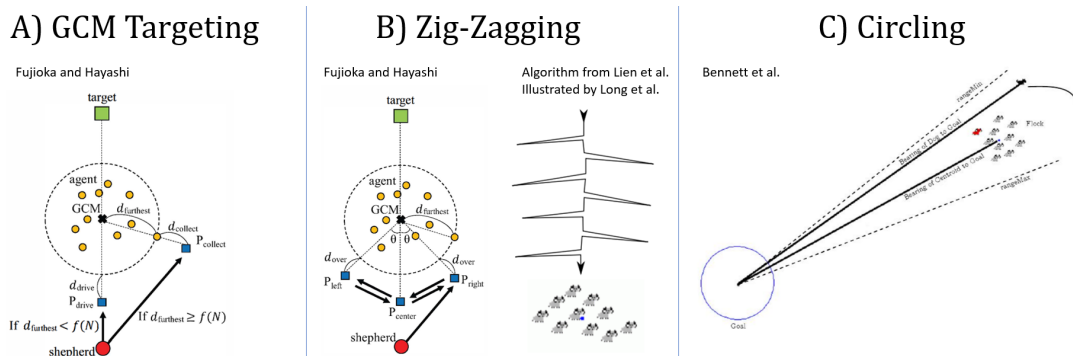 A) GCM Targeting
Fujioka and Hayashi
target
agent
GCM
d_furthest
d_collect
P_collect
d_drive
P_drive
If d_furthest < f(N)
If d_furthest ≥ f(N)
shepherd
B) Zig-Zagging
Fujioka and Hayashi
target
agent
GCM
d_furthest
θ θ
d_over
d_over
P_left
P_right
P_center
shepherd
Algorithm from Lien et al.
Illustrated by Long et al.
C) Circling
Bennett et al.
rangeMin
Bearing of Dog to Goal
Flock
Bearing of Centroid to Goal
rangeMax
Goal